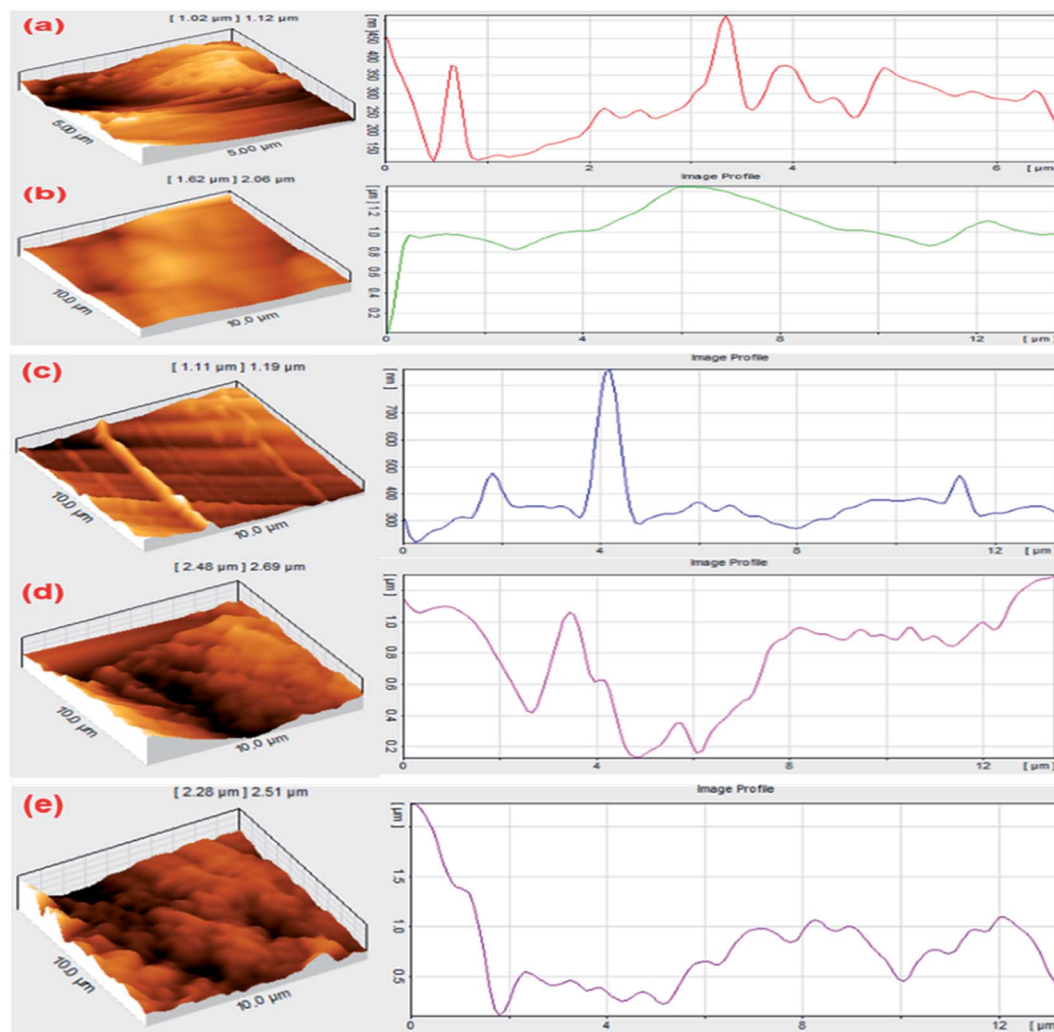 (a)
[ 1.02 µm ] 1.12 µm
5.00 µm
5.00 µm
[ nm ]
450
400
350
300
250
200
150
0 2 4 6 [ µm ]
(b)
[ 1.62 µm ] 2.06 µm
10.0 µm
10.0 µm
Image Profile
[ µm ]
1.2
1.0
0.8
0.6
0.4
0.2
0 4 8 12 [ µm ]
(c)
[ 1.11 µm ] 1.19 µm
10.0 µm
10.0 µm
Image Profile
[ nm ]
700
600
500
400
300
0 4 8 12 [ µm ]
(d)
[ 2.48 µm ] 2.69 µm
10.0 µm
10.0 µm
Image Profile
[ µm ]
1.0
0.8
0.6
0.4
0.2
0 4 8 12 [ µm ]
(e)
[ 2.28 µm ] 2.51 µm
10.0 µm
10.0 µm
Image Profile
[ µm ]
1.5
1.0
0.5
0 4 8 12 [ µm ]